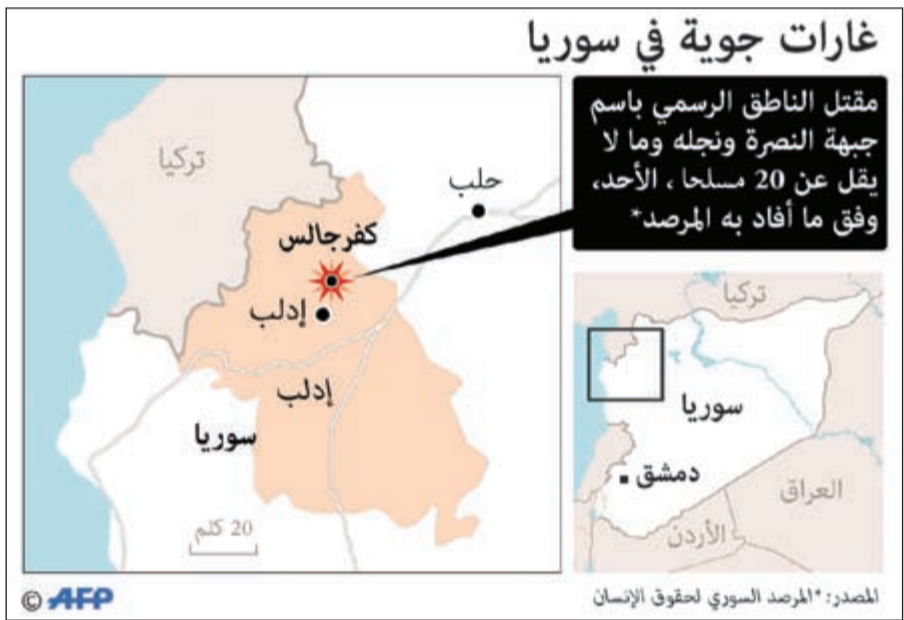 غارات جوية في سوريا
مقتل الناطق الرسمي باسم
جبهة النصرة ونجله وما لا
يقل عن 20 مسلحا ، الأحد،
وفق ما أفاد به المرصد*
تركيا
حلب
كفرجالس
إدلب
إدلب
سوريا
20 كلم
تركيا
سوريا
دمشق
العراق
الأردن
المصدر: *المرصد السوري لحقوق الإنسان
© AFP